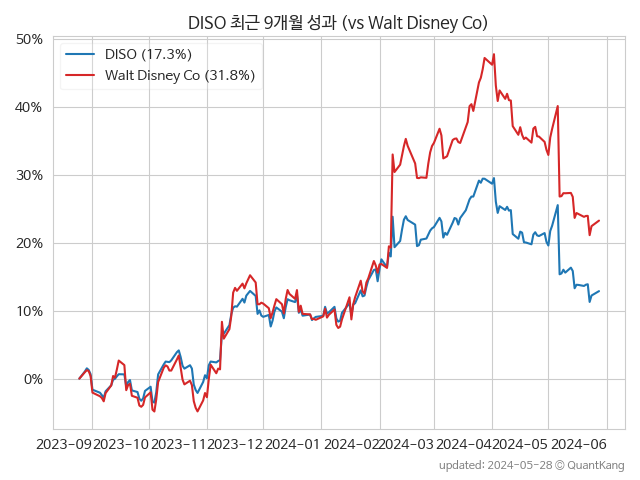 DISO 최근 9개월 성과 (vs Walt Disney Co)
DISO (17.3%)
Walt Disney Co (31.8%)
50%
40%
30%
20%
10%
0%
2023-09 2023-10 2023-11 2023-12 2024-01 2024-02 2024-03 2024-04 2024-05 2024-06
updated: 2024-05-28 © QuantKang